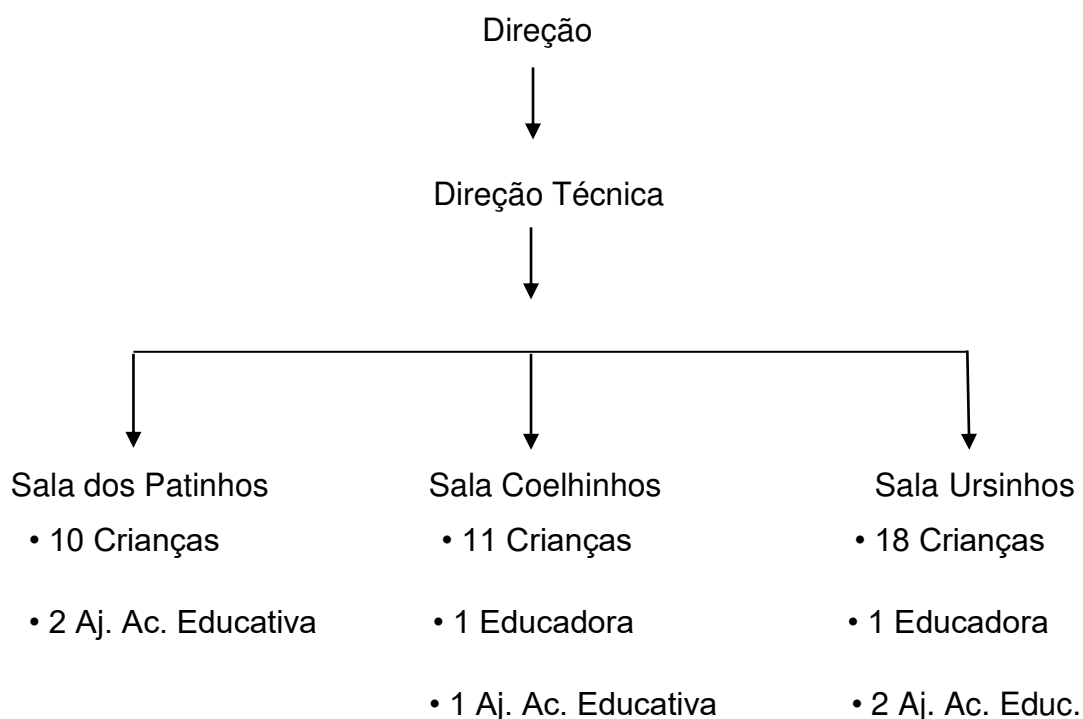 Direção
Direção Técnica
Sala dos Patinhos
• 10 Crianças
• 2 Aj. Ac. Educativa
Sala Coelhinhos
• 11 Crianças
• 1 Educadora
• 1 Aj. Ac. Educativa
Sala Ursinhos
• 18 Crianças
• 1 Educadora
• 2 Aj. Ac. Educ.